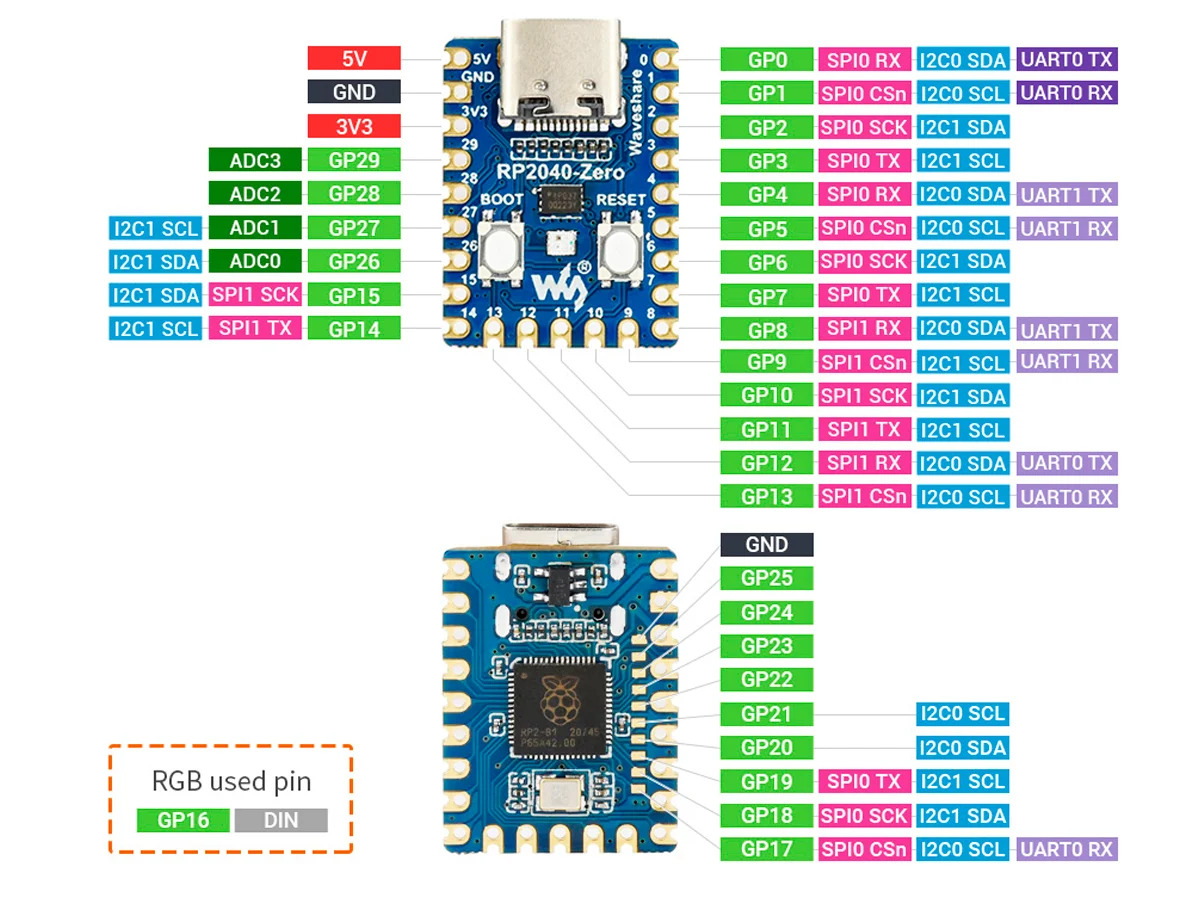 5V
GND
3V3
ADC3 GP29
ADC2 GP28
I2C1 SCL ADC1 GP27
I2C1 SDA ADC0 GP26
I2C1 SDA SPI1 SCK GP15
I2C1 SCL SPI1 TX GP14
5V
GND
3V3
29
28
27
26
15
14 13 12 11 10 9 8
0
1
2
3
4
5
6
7
Waveshare
RP2040-Zero
BOOT RESET
GP0 SPI0 RX I2C0 SDA UART0 TX
GP1 SPI0 CSn I2C0 SCL UART0 RX
GP2 SPI0 SCK I2C1 SDA
GP3 SPI0 TX I2C1 SCL
GP4 SPI0 RX I2C0 SDA UART1 TX
GP5 SPI0 CSn I2C0 SCL UART1 RX
GP6 SPI0 SCK I2C1 SDA
GP7 SPI0 TX I2C1 SCL
GP8 SPI1 RX I2C0 SDA UART1 TX
GP9 SPI1 CSn I2C1 SCL UART1 RX
GP10 SPI1 SCK I2C1 SDA
GP11 SPI1 TX I2C1 SCL
GP12 SPI1 RX I2C0 SDA UART0 TX
GP13 SPI1 CSn I2C0 SCL UART0 RX
GND
GP25
GP24
GP23
GP22
GP21 I2C0 SCL
GP20 I2C0 SDA
GP19 SPI0 TX I2C1 SCL
GP18 SPI0 SCK I2C1 SDA
GP17 SPI0 CSn I2C0 SCL UART0 RX
20/45
RGB used pin
GP16 DIN